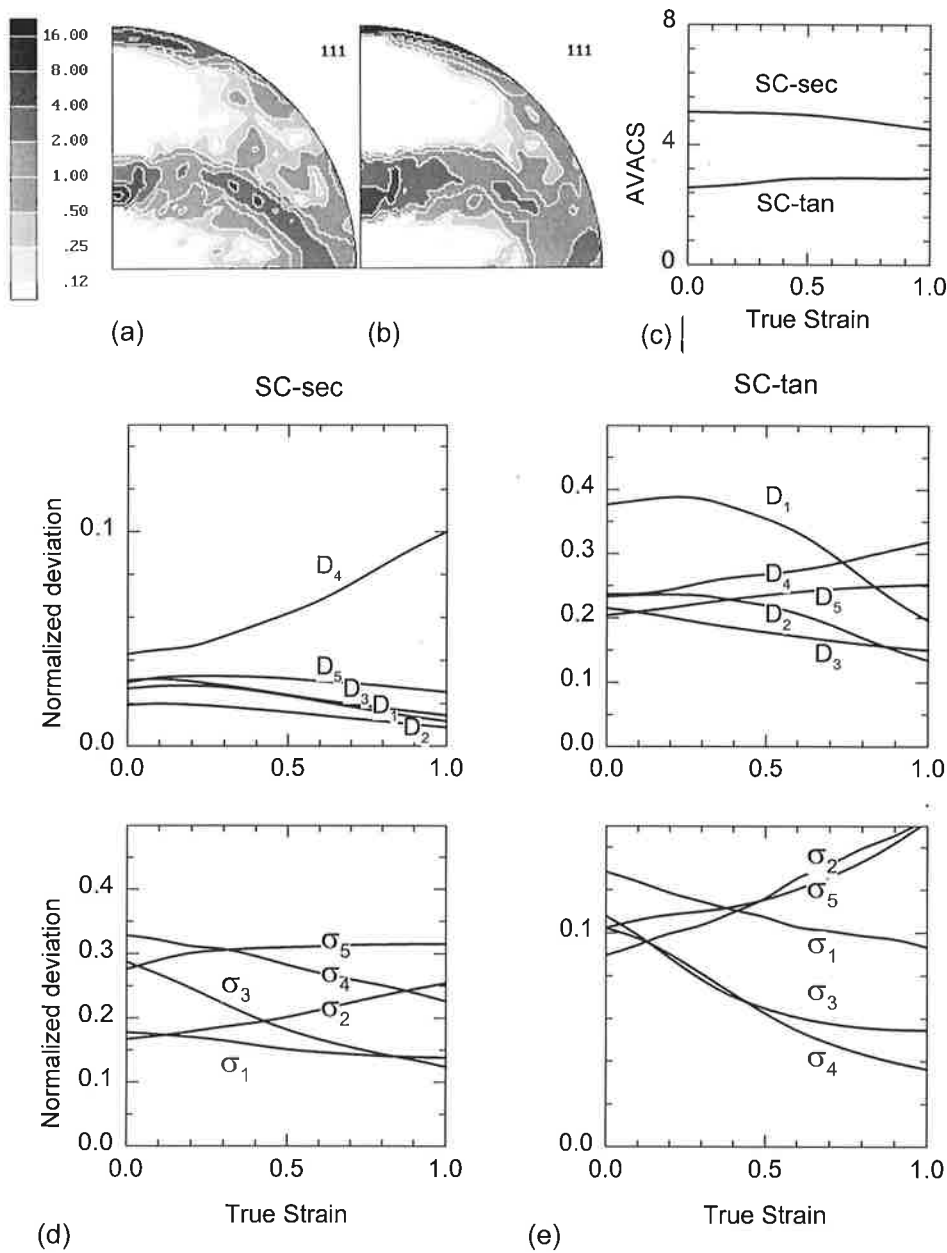 16.00
8.00
4.00
2.00
1.00
.50
.25
.12
111
(a)
111
(b)
8
4
0
AVACS
SC-sec
SC-tan
0.0 0.5 1.0
True Strain
(c)
SC-sec
Normalized deviation
0.1
0.0
D4
D5
D3
D1
D2
0.0 0.5 1.0
SC-tan
0.4
0.3
0.2
0.1
0.0
D1
D4
D5
D2
D3
0.0 0.5 1.0
Normalized deviation
0.4
0.3
0.2
0.1
0.0
σ5
σ4
σ3
σ2
σ1
0.0 0.5 1.0
True Strain
(d)
0.1
0.0
σ2
σ5
σ1
σ3
σ4
0.0 0.5 1.0
True Strain
(e)